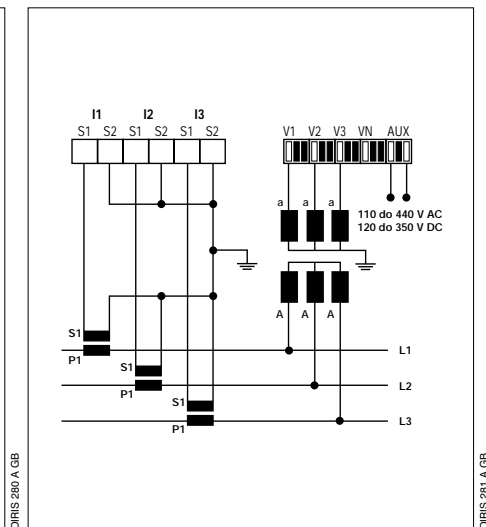 I1 I2 I3
S1 S2 S1 S2 S1 S2
V1 V2 V3 VN AUX
a a a
110 do 440 V AC
120 do 350 V DC
A A A
S1
P1
L1
S1
P1
L2
S1
P1
L3
DIRIS 280 A GB
DIRIS 281 A GB